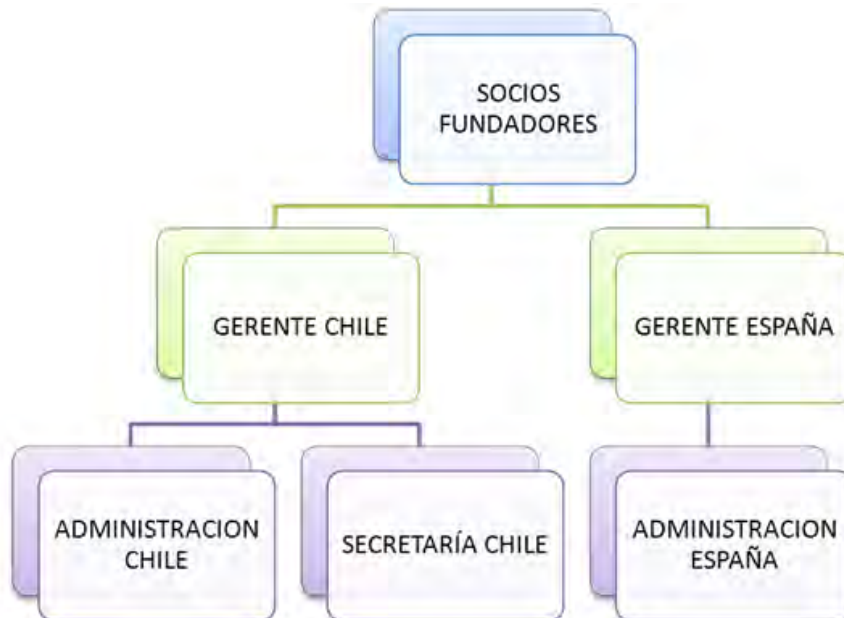 SOCIOS
FUNDADORES
GERENTE CHILE
GERENTE ESPAÑA
ADMINISTRACION
CHILE
SECRETARÍA CHILE
ADMINISTRACION
ESPAÑA